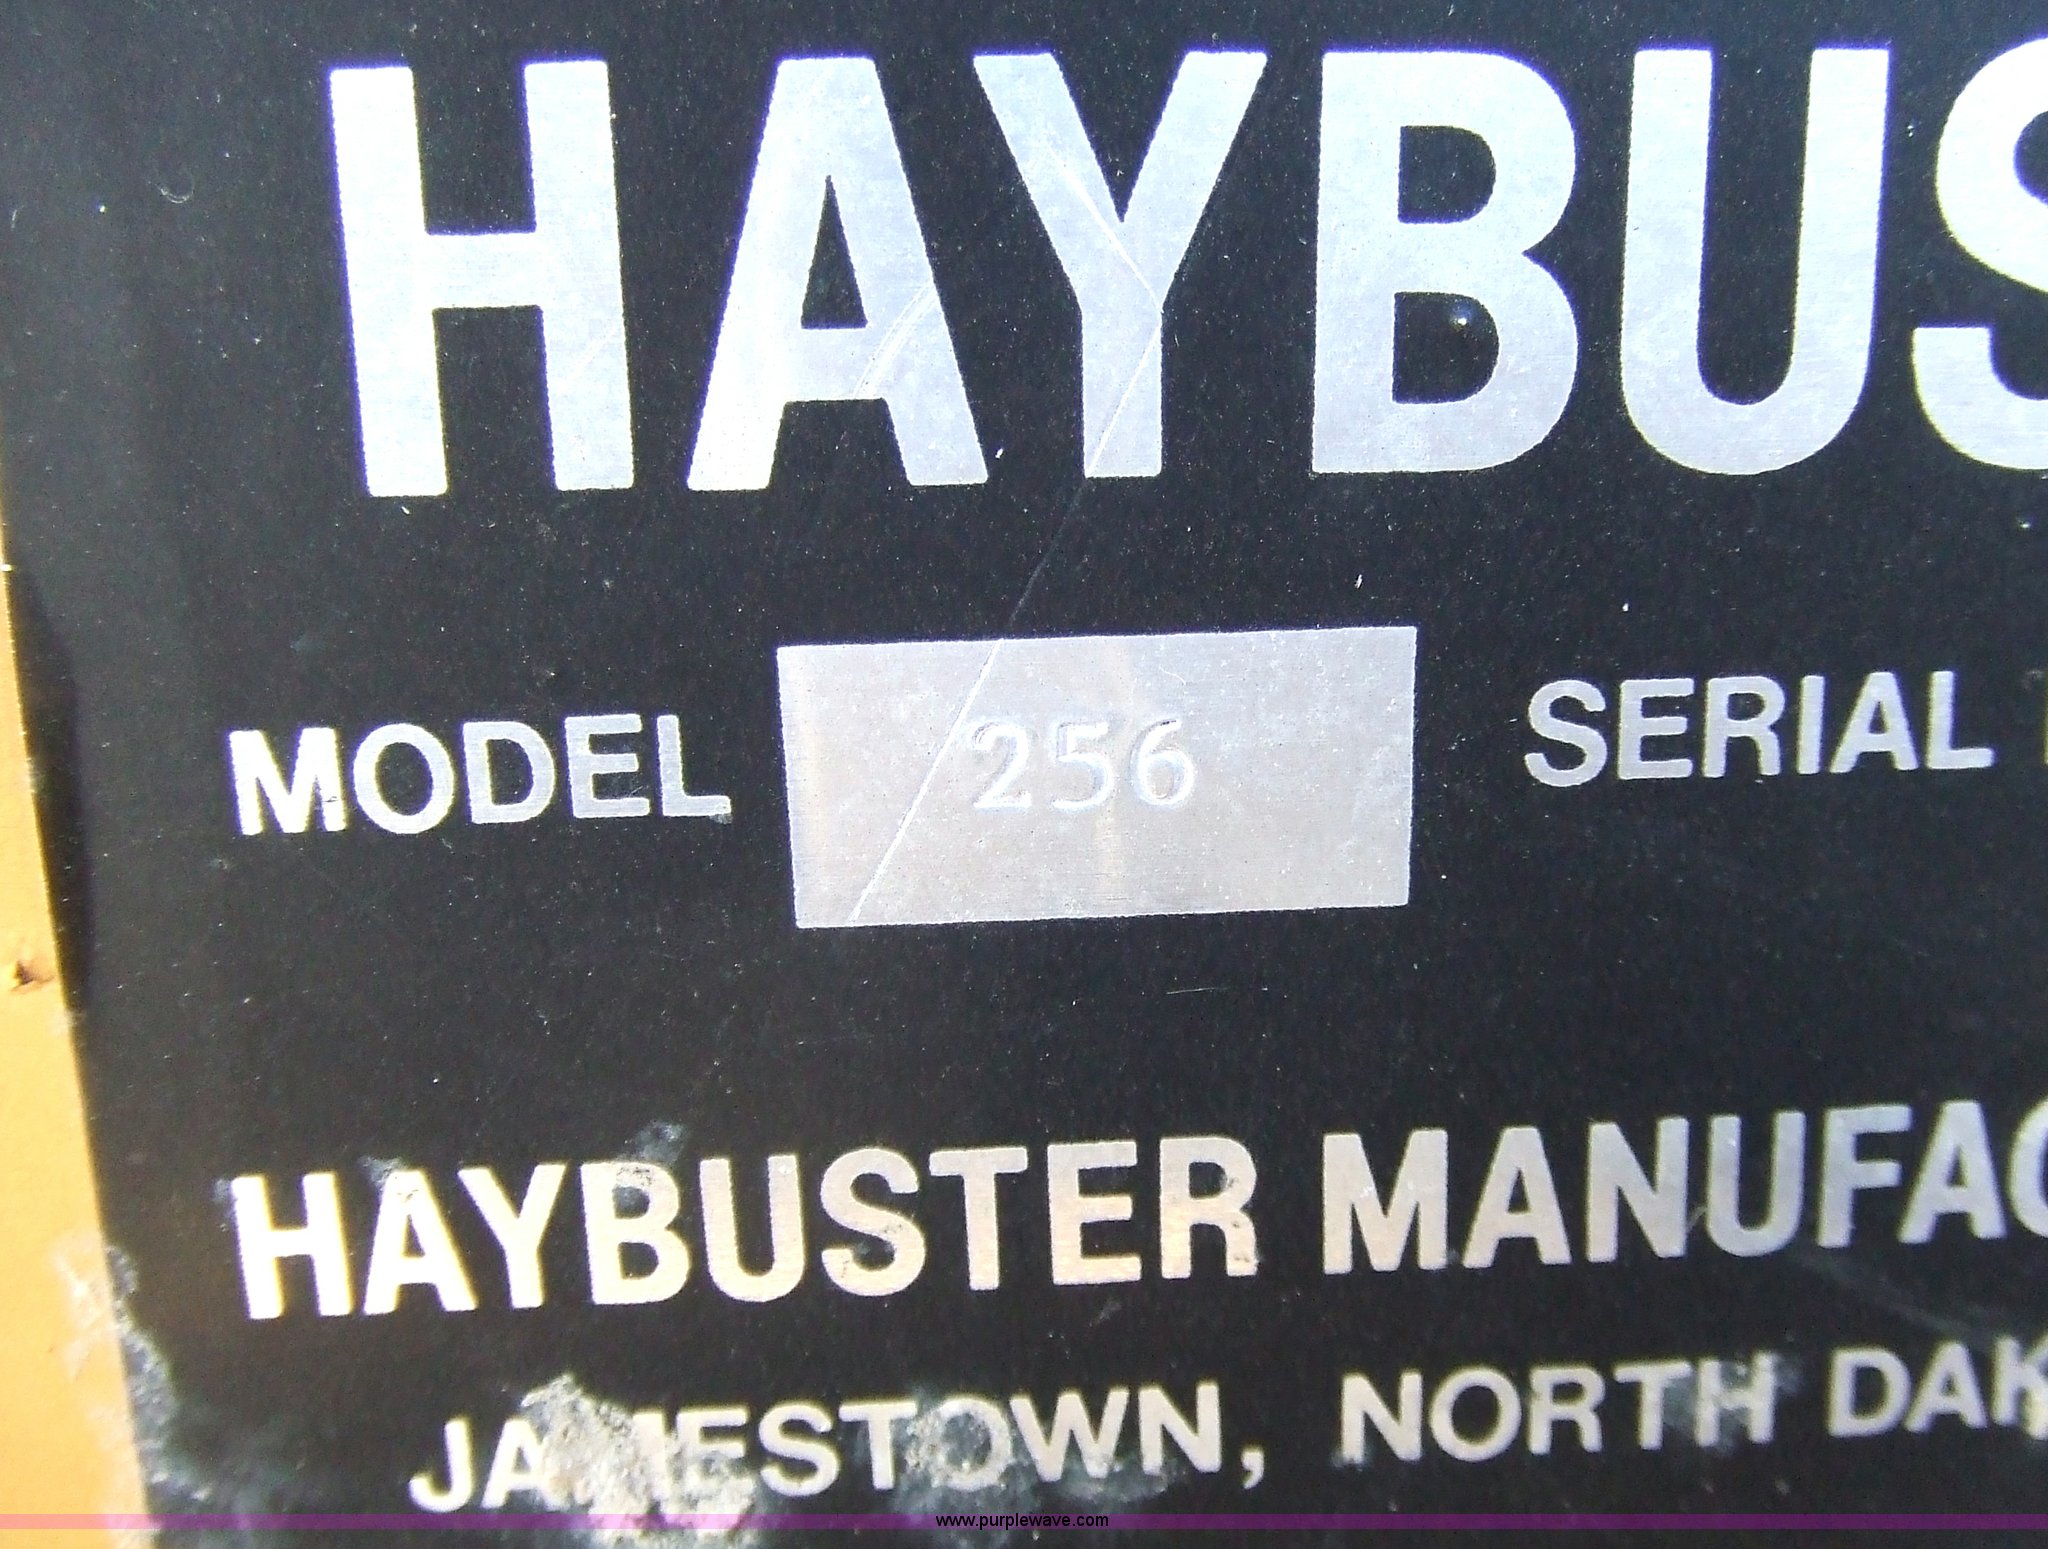 HAYBUS
MODEL 256 SERIAL
HAYBUSTER MANUFAC
JAMESTOWN, NORTH DAK
www.purplewave.com